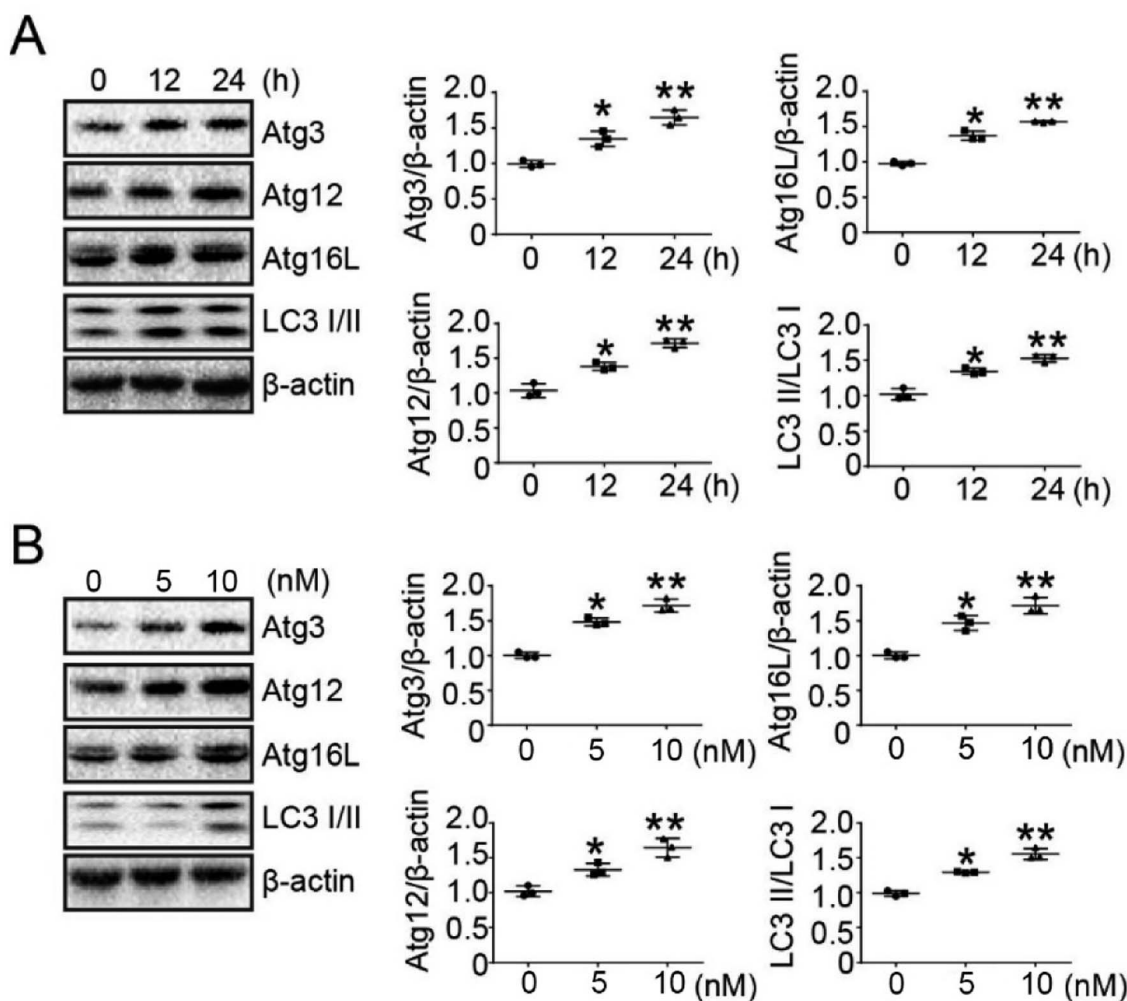 A
0 12 24 (h)
Atg3
Atg12
Atg16L
LC3 I/II
β-actin
Atg3/β-actin
2.0
1.5
1.0
0.5
0
* **
0 12 24 (h)
Atg16L/β-actin
2.0
1.5
1.0
0.5
0
* **
0 12 24 (h)
Atg12/β-actin
2.0
1.5
1.0
0.5
0
* **
0 12 24 (h)
LC3 II/LC3 I
2.0
1.5
1.0
0.5
0
* **
0 12 24 (h)
B
0 5 10 (nM)
Atg3
Atg12
Atg16L
LC3 I/II
β-actin
Atg3/β-actin
2.0
1.5
1.0
0.5
0
* **
0 5 10 (nM)
Atg16L/β-actin
2.0
1.5
1.0
0.5
0
* **
0 5 10 (nM)
Atg12/β-actin
2.0
1.5
1.0
0.5
0
* **
0 5 10 (nM)
LC3 II/LC3 I
2.0
1.5
1.0
0.5
0
* **
0 5 10 (nM)